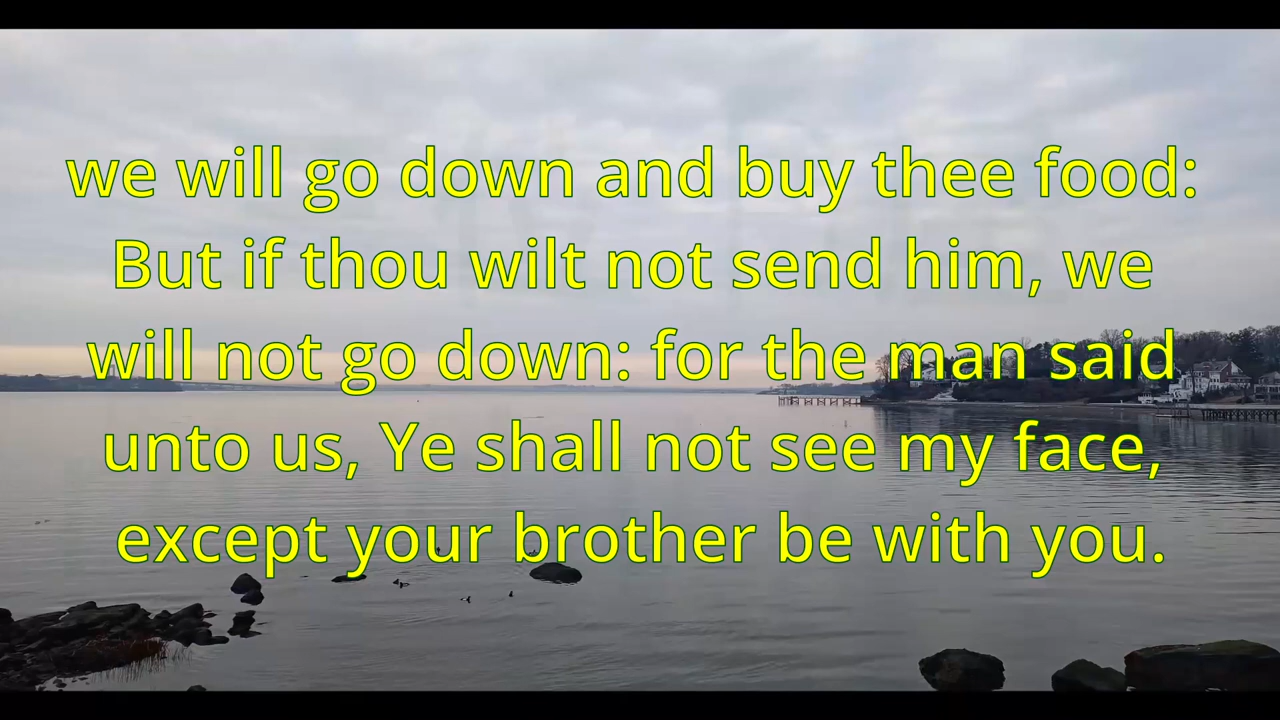 we will go down and buy thee food:
But if thou wilt not send him, we
will not go down: for the man said
unto us, Ye shall not see my face,
except your brother be with you.